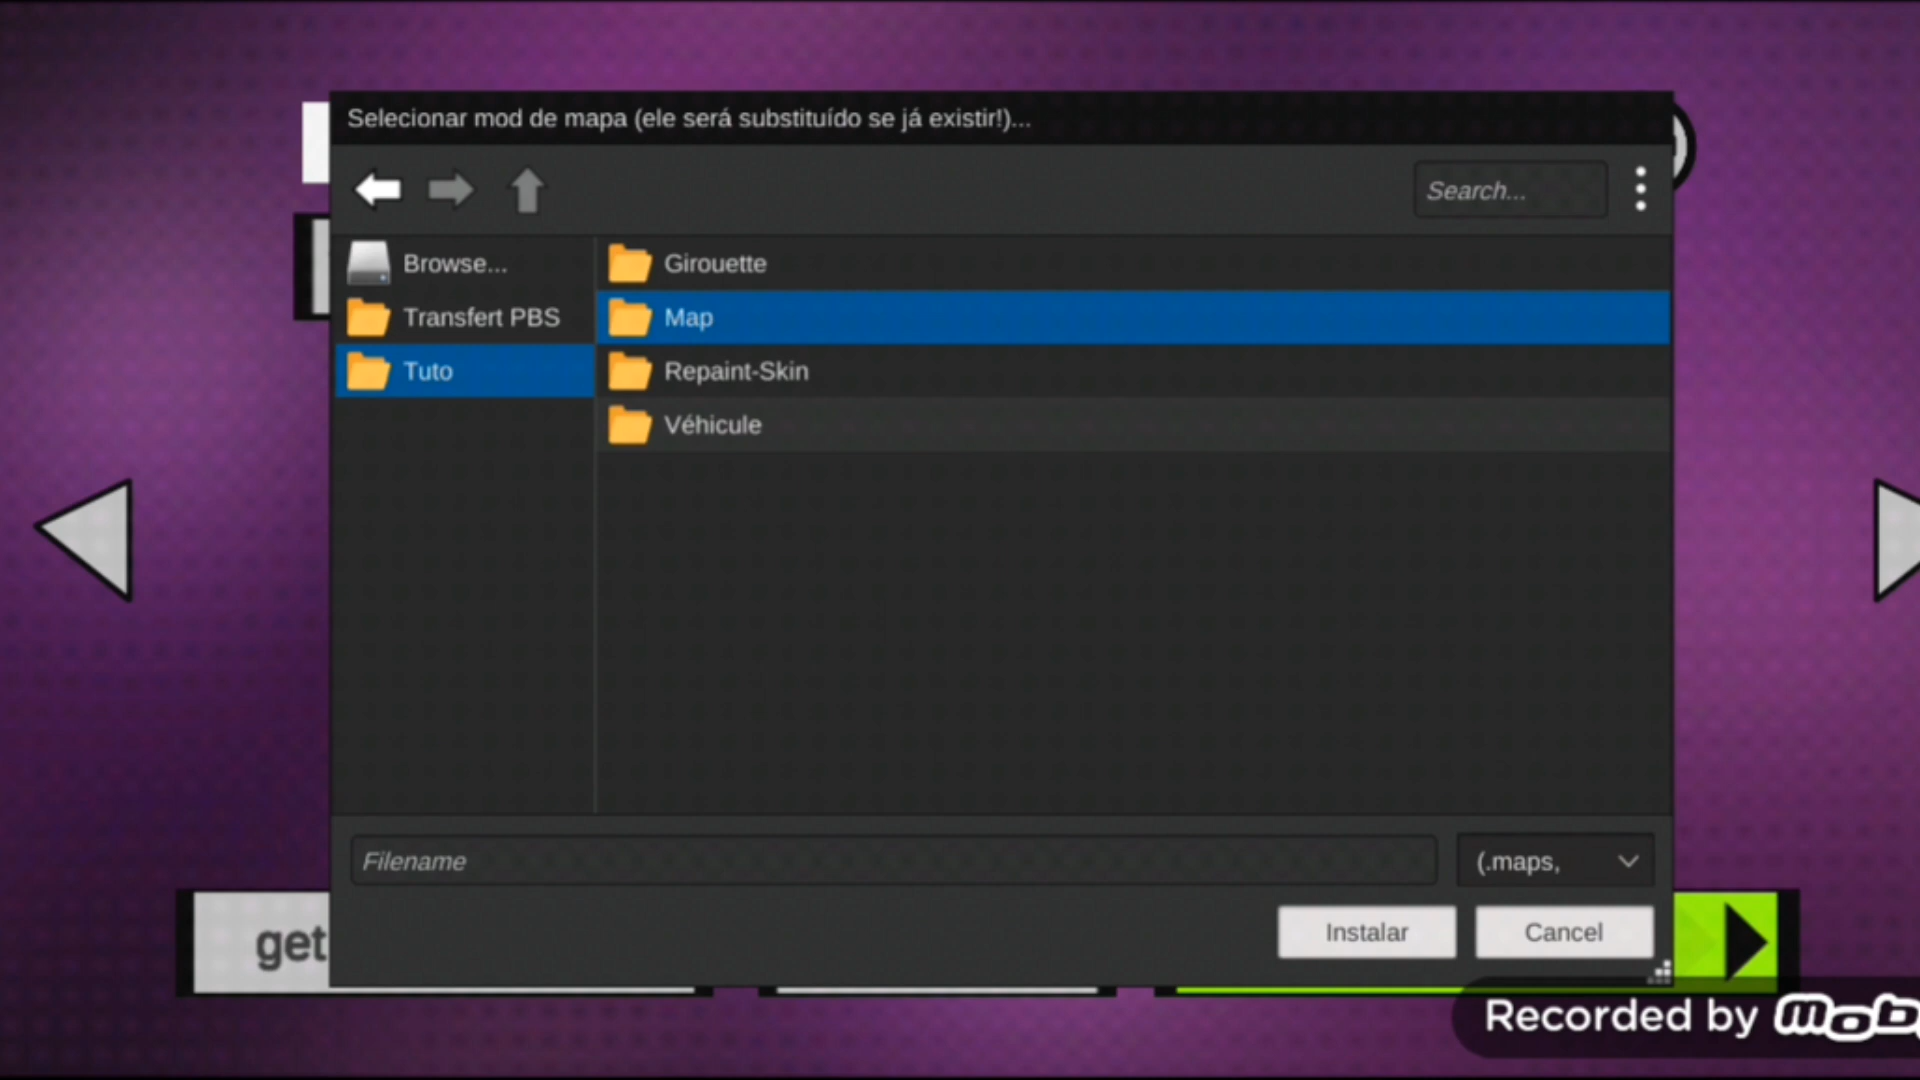 Selecionar mod de mapa (ele será substituído se já existir!)...
Search...
Browse...
Transfert PBS
Tuto
Girouette
Map
Repaint-Skin
Véhicule
Filename
(.maps,
Instalar
Cancel
get
Recorded by